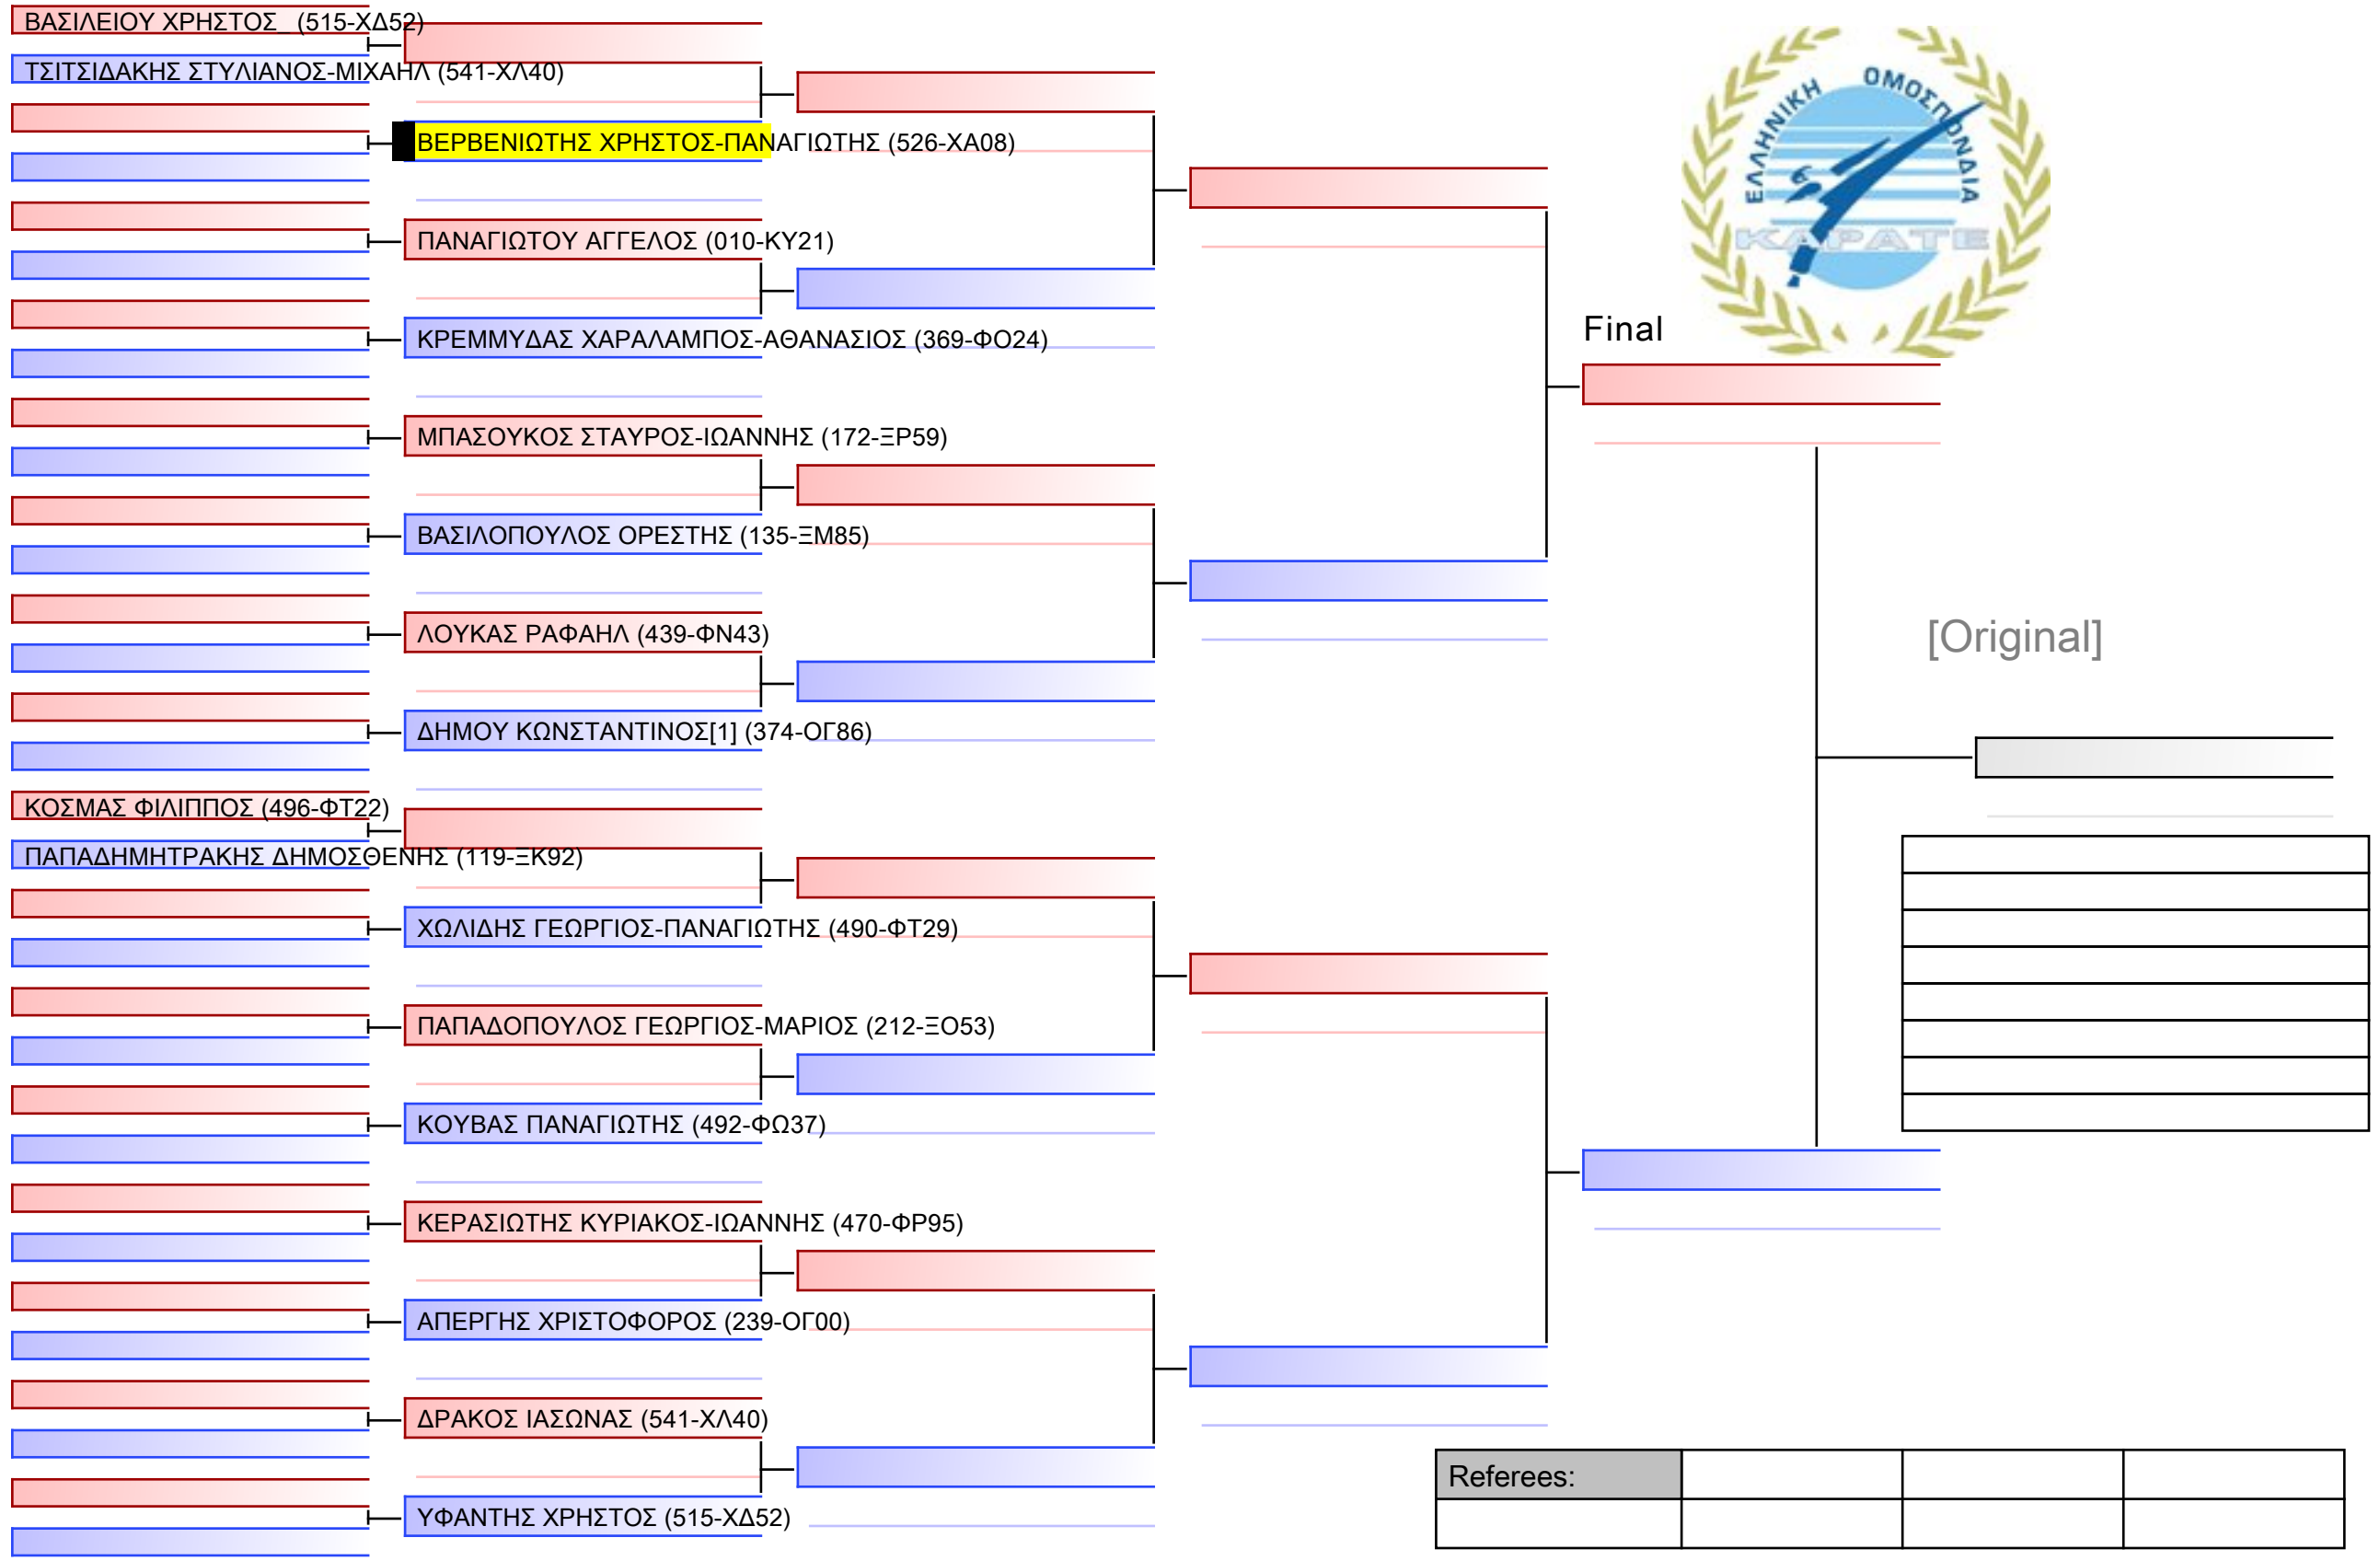 ΒΑΣΙΛΕΙΟΥ ΧΡΗΣΤΟΣ_ (515-ΧΔ52)
ΤΣΙΤΣΙΔΑΚΗΣ ΣΤΥΛΙΑΝΟΣ-ΜΙΧΑΗΛ (541-ΧΛ40)
ΒΕΡΒΕΝΙΩΤΗΣ ΧΡΗΣΤΟΣ-ΠΑΝΑΓΙΩΤΗΣ (526-ΧΑ08)
ΠΑΝΑΓΙΩΤΟΥ ΑΓΓΕΛΟΣ (010-ΚΥ21)
ΚΡΕΜΜΥΔΑΣ ΧΑΡΑΛΑΜΠΟΣ-ΑΘΑΝΑΣΙΟΣ (369-ΦΟ24)
ΜΠΑΣΟΥΚΟΣ ΣΤΑΥΡΟΣ-ΙΩΑΝΝΗΣ (172-ΞΡ59)
ΒΑΣΙΛΟΠΟΥΛΟΣ ΟΡΕΣΤΗΣ (135-ΞΜ85)
ΛΟΥΚΑΣ ΡΑΦΑΗΛ (439-ΦΝ43)
ΔΗΜΟΥ ΚΩΝΣΤΑΝΤΙΝΟΣ[1] (374-ΟΓ86)
ΚΟΣΜΑΣ ΦΙΛΙΠΠΟΣ (496-ΦΤ22)
ΠΑΠΑΔΗΜΗΤΡΑΚΗΣ ΔΗΜΟΣΘΕΝΗΣ (119-ΞΚ92)
ΧΩΛΙΔΗΣ ΓΕΩΡΓΙΟΣ-ΠΑΝΑΓΙΩΤΗΣ (490-ΦΤ29)
ΠΑΠΑΔΟΠΟΥΛΟΣ ΓΕΩΡΓΙΟΣ-ΜΑΡΙΟΣ (212-ΞΟ53)
ΚΟΥΒΑΣ ΠΑΝΑΓΙΩΤΗΣ (492-ΦΩ37)
ΚΕΡΑΣΙΩΤΗΣ ΚΥΡΙΑΚΟΣ-ΙΩΑΝΝΗΣ (470-ΦΡ95)
ΑΠΕΡΓΗΣ ΧΡΙΣΤΟΦΟΡΟΣ (239-ΟΓ00)
ΔΡΑΚΟΣ ΙΑΣΩΝΑΣ (541-ΧΛ40)
ΥΦΑΝΤΗΣ ΧΡΗΣΤΟΣ (515-ΧΔ52)
ΕΛΛΗΝΙΚΗ ΟΜΟΣΠΟΝΔΙΑ
ΚΑΡΑΤΕ
Final
[Original]
Referees: